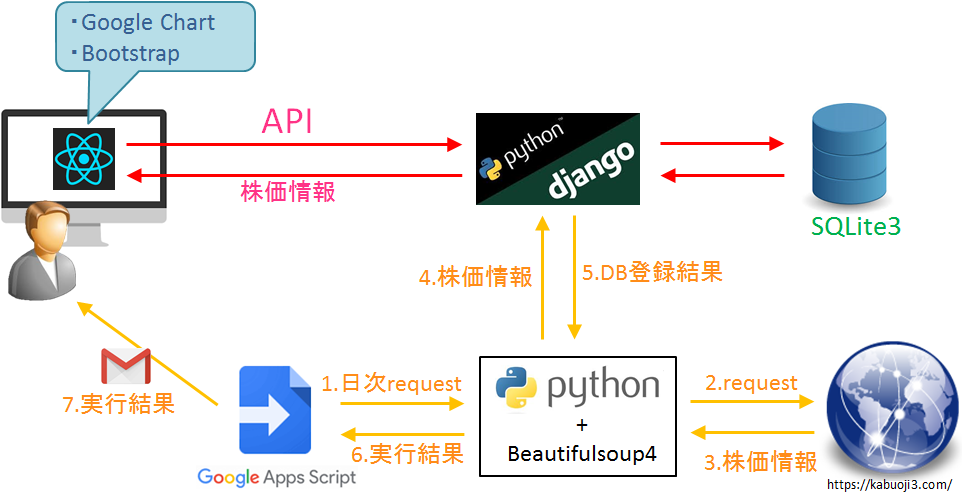 ・Google Chart
・Bootstrap
API
株価情報
python™
django
SQLite3
4.株価情報
5.DB登録結果
7.実行結果
1.日次request
6.実行結果
Google Apps Script
python
+
Beautifulsoup4
2.request
3.株価情報
https://kabuoji3.com/